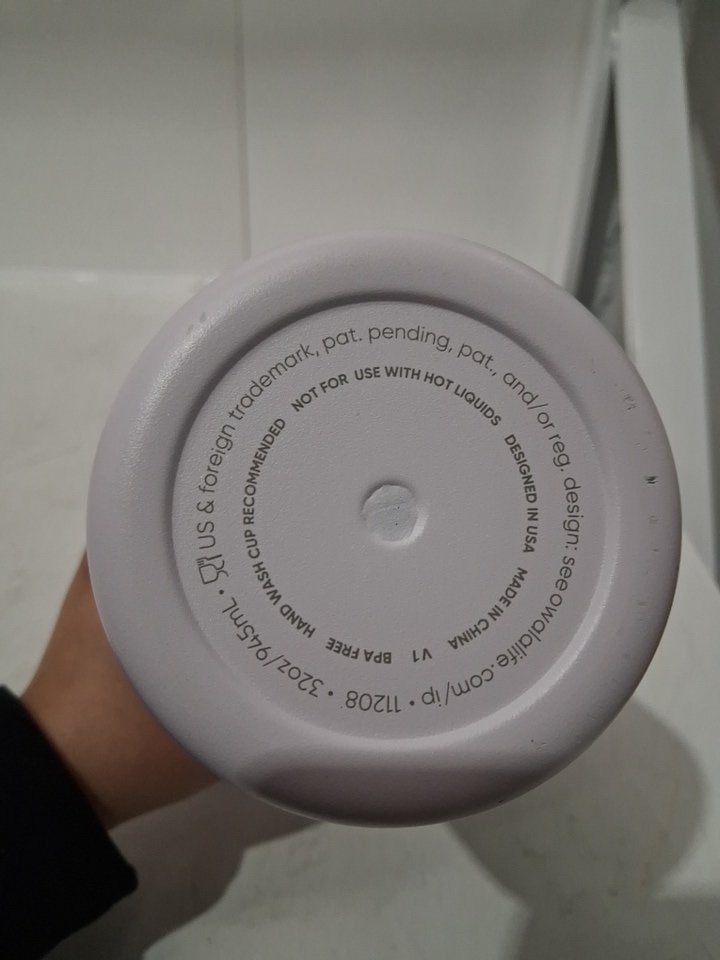 US & foreign trademark, pat. pending, pat., and/or reg. design: seeowalalife.com/ip • 11208 • 32oz/945mL •
NOT FOR USE WITH HOT LIQUIDS
DESIGNED IN USA
MADE IN CHINA
V1
BPA FREE
HAND WASH CUP RECOMMENDED